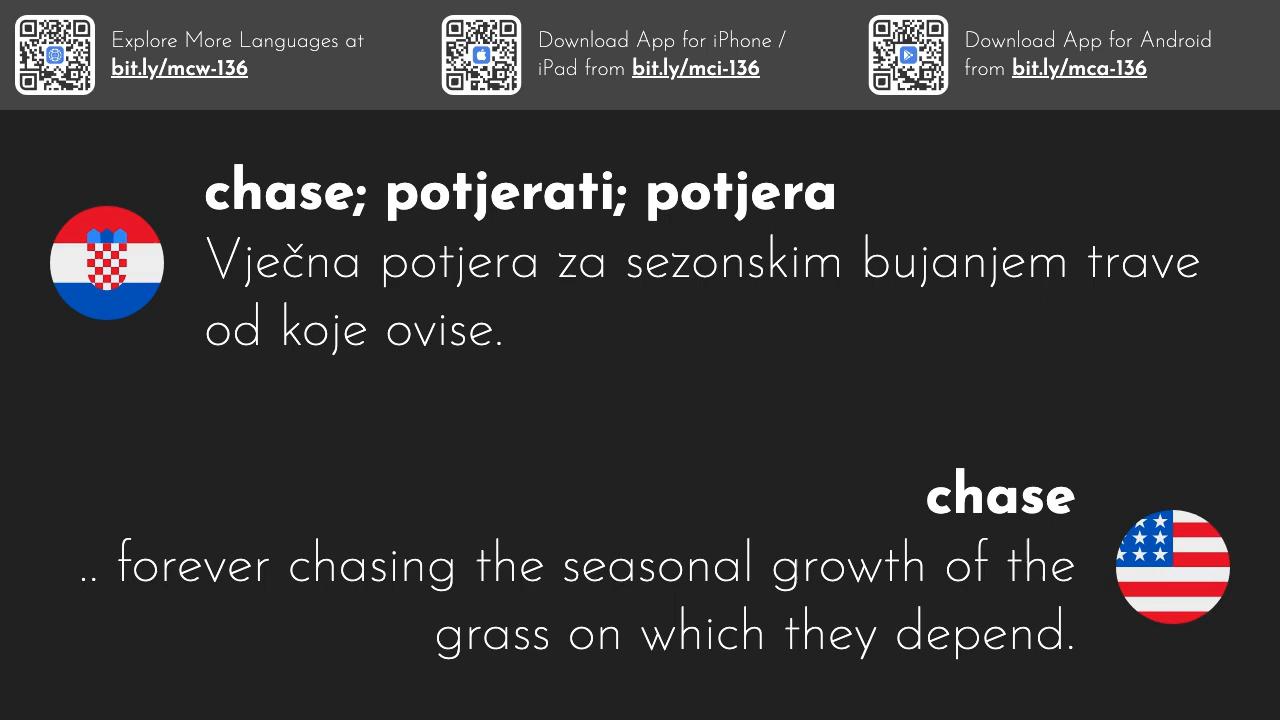 Explore More Languages at
bit.ly/mcw-136
Download App for iPhone /
iPad from bit.ly/mci-136
Download App for Android
from bit.ly/mca-136
chase; potjerati; potjera
Vječna potjera za sezonskim bujanjem trave
od koje ovise.
chase
.. forever chasing the seasonal growth of the
grass on which they depend.